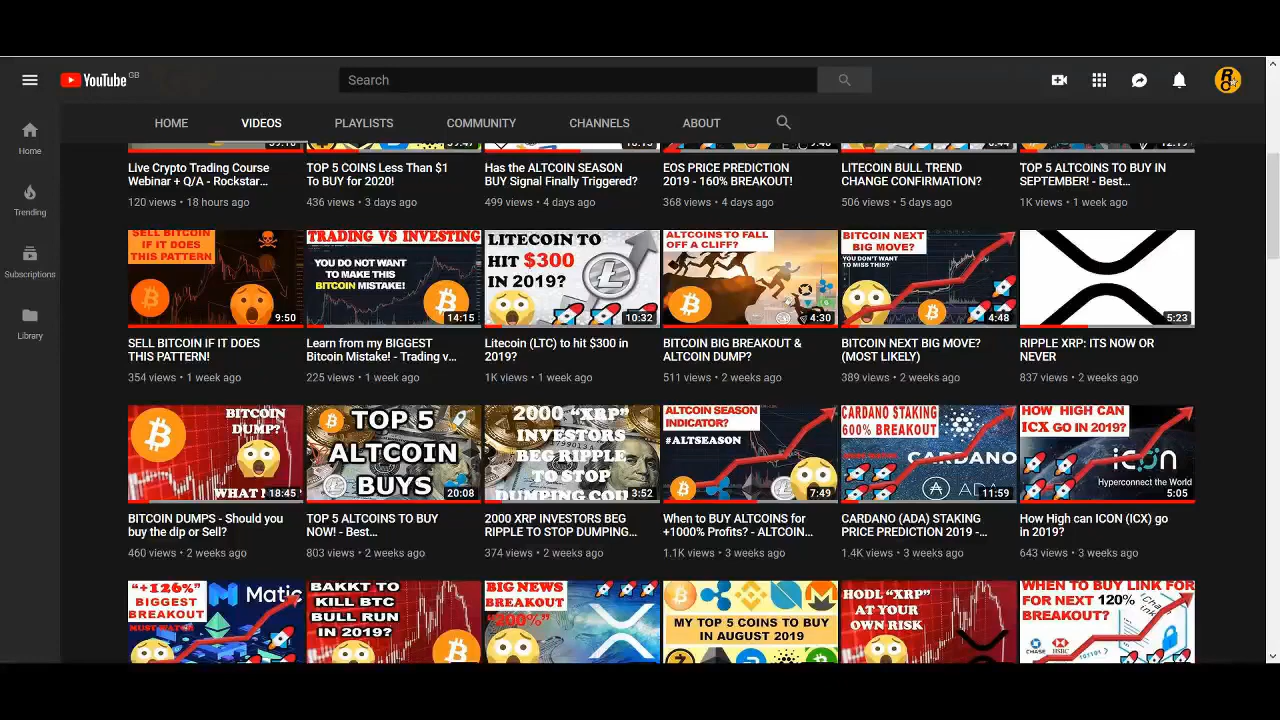 YouTube GB
Search
HOME VIDEOS PLAYLISTS COMMUNITY CHANNELS ABOUT
Home
Trending
Subscriptions
Library
Live Crypto Trading Course
Webinar + Q/A - Rockstar...
120 views • 18 hours ago
TOP 5 COINS Less Than $1
To BUY for 2020!
436 views • 3 days ago
Has the ALTCOIN SEASON
BUY Signal Finally Triggered?
499 views • 4 days ago
EOS PRICE PREDICTION
2019 - 160% BREAKOUT!
368 views • 4 days ago
LITECOIN BULL TREND
CHANGE CONFIRMATION?
506 views • 5 days ago
TOP 5 ALTCOINS TO BUY IN
SEPTEMBER! - Best...
1K views • 1 week ago
SELL BITCOIN
IF IT DOES
THIS PATTERN
9:50
SELL BITCOIN IF IT DOES
THIS PATTERN!
354 views • 1 week ago
TRADING VS INVESTING
YOU DO NOT WANT
TO MAKE THIS
BITCOIN MISTAKE!
14:15
Learn from my BIGGEST
Bitcoin Mistake! - Trading v...
225 views • 1 week ago
LITECOIN TO
HIT $300
IN 2019?
10:32
Litecoin (LTC) to hit $300 in
2019?
1K views • 1 week ago
ALTCOINS TO FALL
OFF A CLIFF?
4:30
BITCOIN BIG BREAKOUT &
ALTCOIN DUMP?
511 views • 2 weeks ago
BITCOIN NEXT
BIG MOVE?
YOU DON'T WANT
TO MISS THIS?
4:48
BITCOIN NEXT BIG MOVE?
(MOST LIKELY)
389 views • 2 weeks ago
5:23
RIPPLE XRP: ITS NOW OR
NEVER
837 views • 2 weeks ago
BITCOIN
DUMP?
18:45
BITCOIN DUMPS - Should you
buy the dip or Sell?
460 views • 2 weeks ago
TOP 5
ALTCOIN
BUYS
20:08
TOP 5 ALTCOINS TO BUY
NOW! - Best...
803 views • 2 weeks ago
2000 "XRP"
INVESTORS
BEG RIPPLE
TO STOP
DUMPING
3:52
2000 XRP INVESTORS BEG
RIPPLE TO STOP DUMPING...
374 views • 2 weeks ago
ALTCOIN SEASON
INDICATOR?
#ALTSEASON
7:49
When to BUY ALTCOINS for
+1000% Profits? - ALTCOIN...
1.1K views • 3 weeks ago
CARDANO STAKING
600% BREAKOUT
CARDANO
ADA
11:59
CARDANO (ADA) STAKING
PRICE PREDICTION 2019 -...
1.4K views • 3 weeks ago
HOW HIGH CAN
ICX GO IN 2019?
icon
Hyperconnect the World
5:05
How High can ICON (ICX) go
in 2019?
643 views • 3 weeks ago
"+126%"
BIGGEST
BREAKOUT
MUST WATCH
Matic
BAKKT TO
KILL BTC
BULL RUN
IN 2019?
BIG NEWS
BREAKOUT
"200%"
MY TOP 5 COINS TO BUY
IN AUGUST 2019
HODL "XRP"
AT YOUR
OWN RISK
WHEN TO BUY LINK FOR
FOR NEXT 120%
BREAKOUT?
CHASE
HSBC